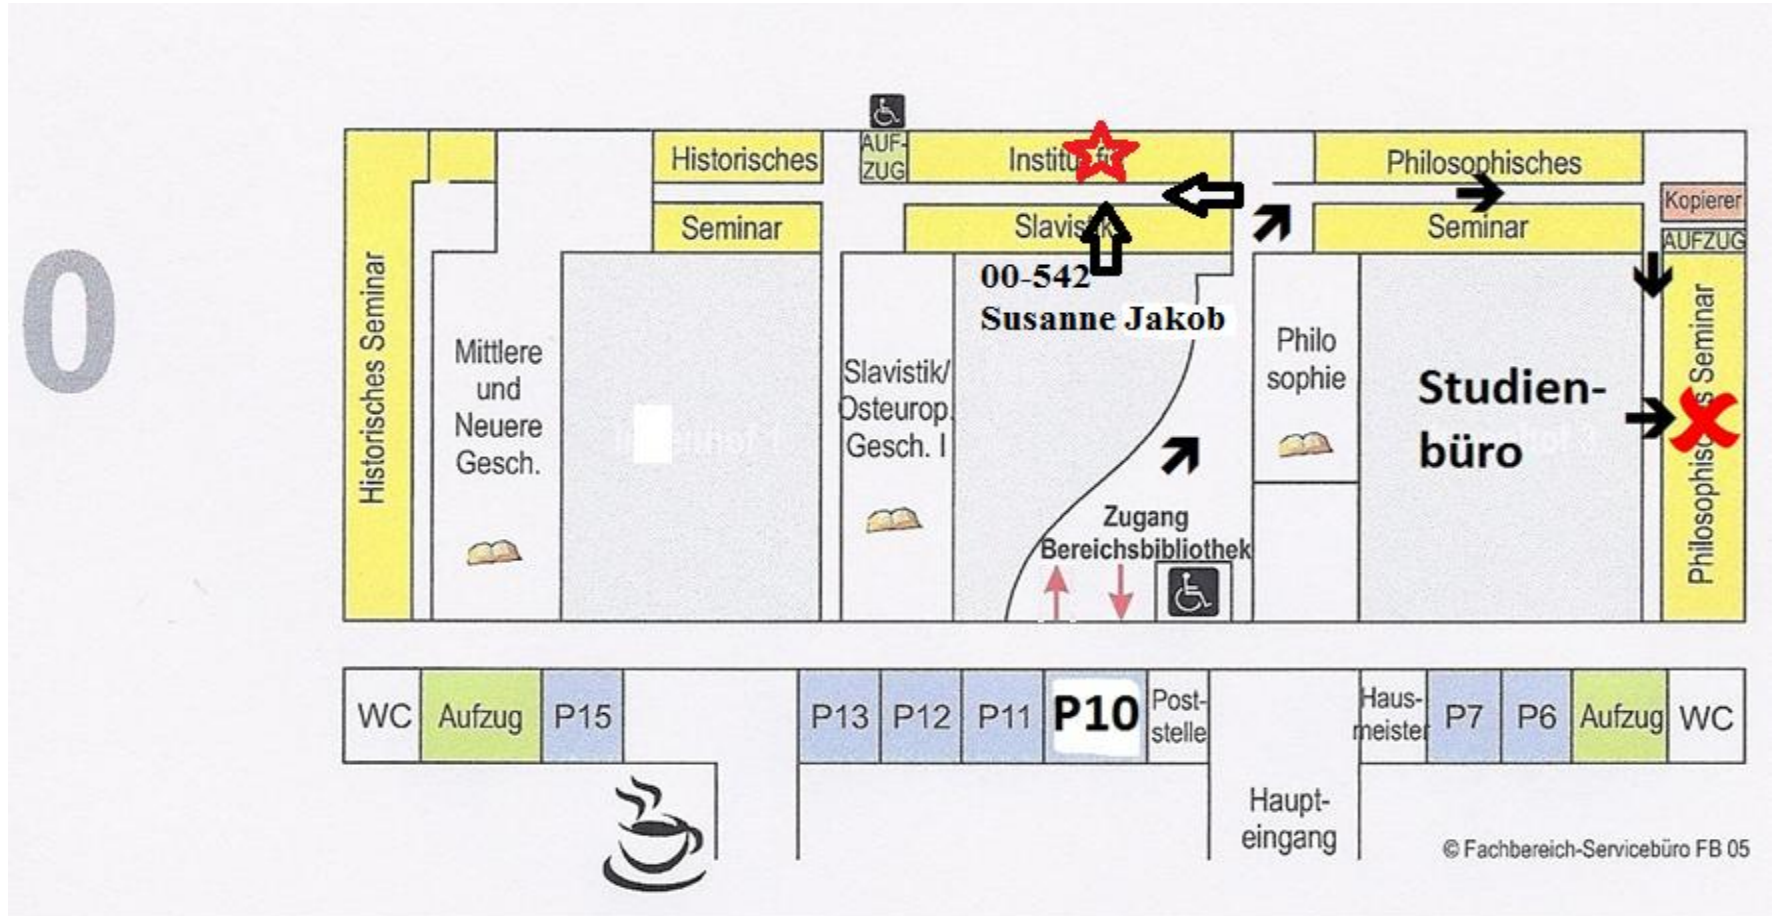 0
AUF-
ZUG
Historisches
Institut für
Philosophisches
Kopierer
Seminar
Slavistik
Seminar
AUFZUG
00-542
Susanne Jakob
Historisches Seminar
Mittlere
und
Neuere
Gesch.
Slavistik/
Osteurop.
Gesch. I
Philo
sophie
Studien-
büro
Philosophisches Seminar
Zugang
Bereichsbibliothek
WC
Aufzug
P15
P13
P12
P11
P10
Post-
stelle
Haus-
meister
P7
P6
Aufzug
WC
Haupt-
eingang
© Fachbereich-Servicebüro FB 05